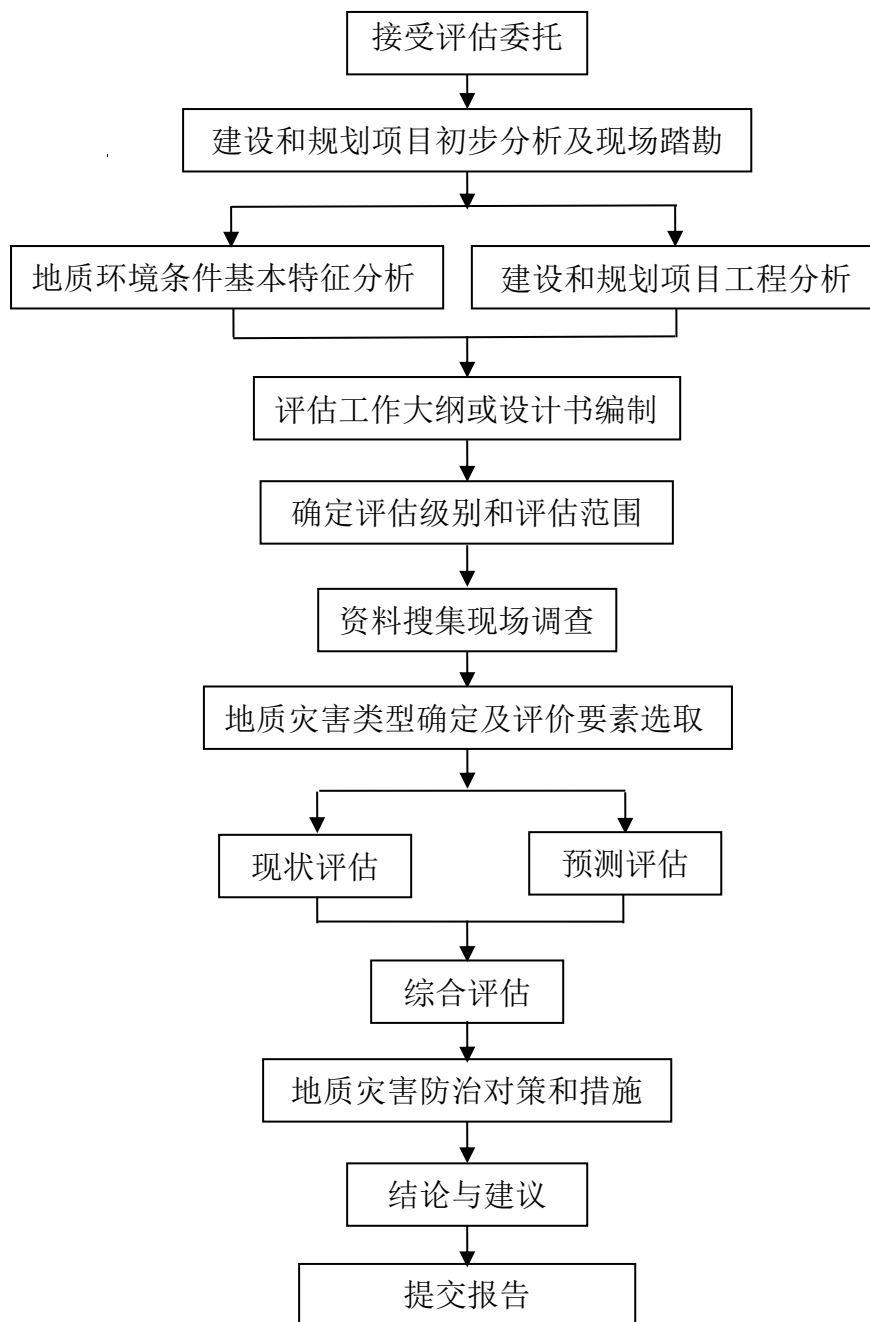 接受评估委托
建设和规划项目初步分析及现场踏勘
地质环境条件基本特征分析
建设和规划项目工程分析
评估工作大纲或设计书编制
确定评估级别和评估范围
资料搜集现场调查
地质灾害类型确定及评价要素选取
现状评估
预测评估
综合评估
地质灾害防治对策和措施
结论与建议
提交报告